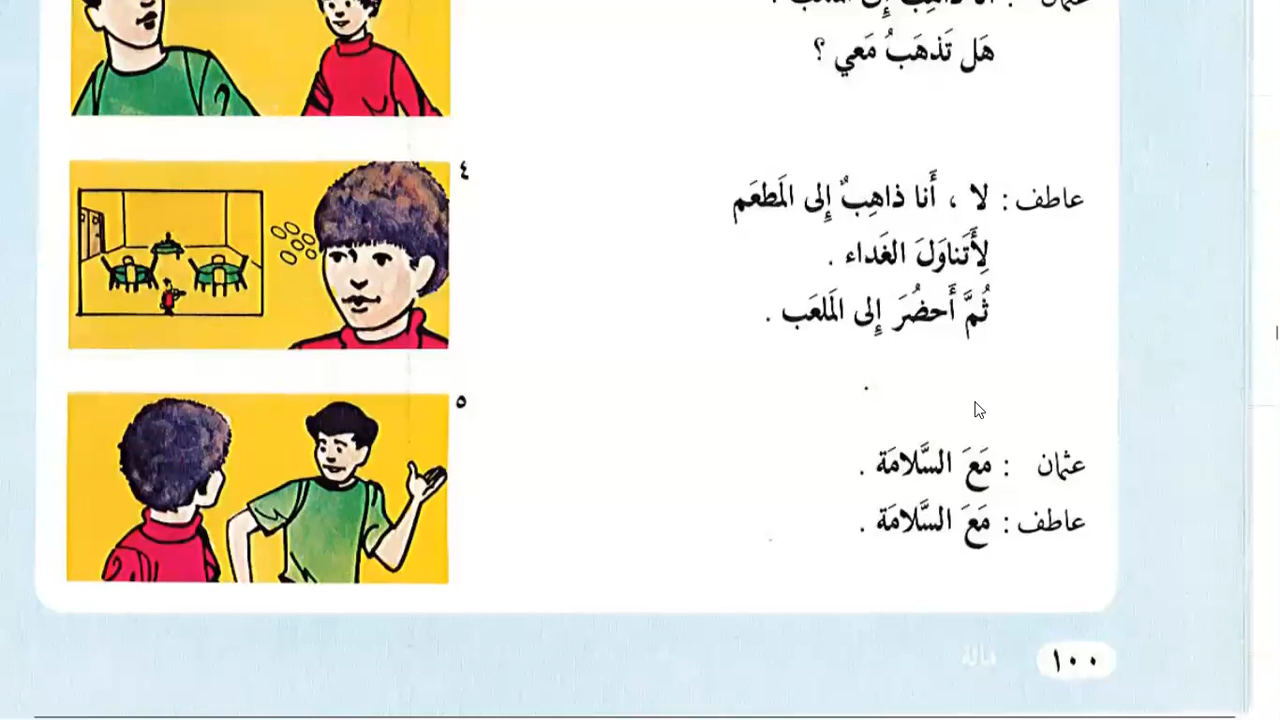 هَل تَذهَبُ مَعي ؟
٤
عاطف : لا ، أَنا ذاهِبٌ إِلى المَطعَم
لِأَتَناوَلَ الغَداء .
ثُمَّ أَحضُرَ إِلى المَلعَب .
٥
عثمان : مَعَ السَّلامَة .
عاطف : مَعَ السَّلامَة .
١٠٠